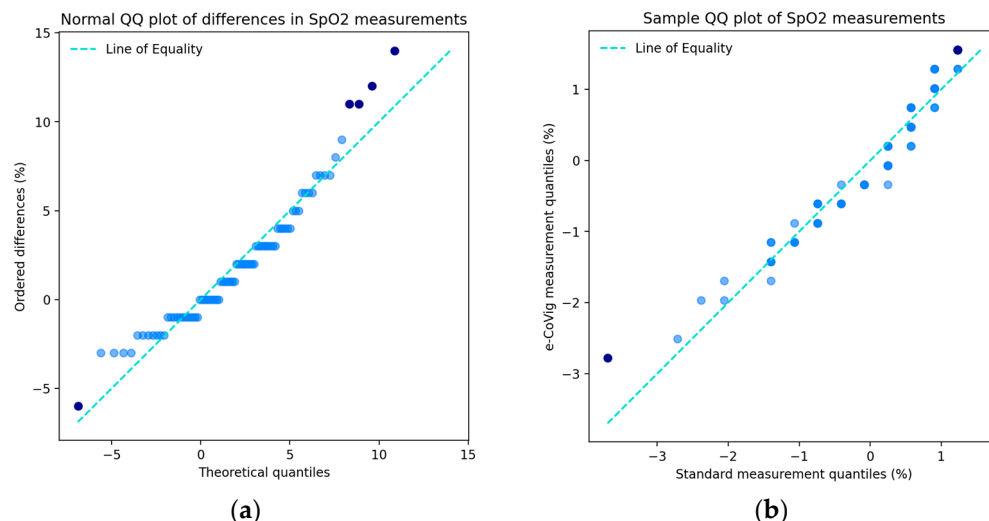 Normal QQ plot of differences in SpO2 measurements
Line of Equality
15
10
5
0
−5
Ordered differences (%)
−5
0
5
10
15
Theoretical quantiles
(a)
Sample QQ plot of SpO2 measurements
Line of Equality
1
0
−1
−2
−3
e-CoVig measurement quantiles (%)
−3
−2
−1
0
1
Standard measurement quantiles (%)
(b)